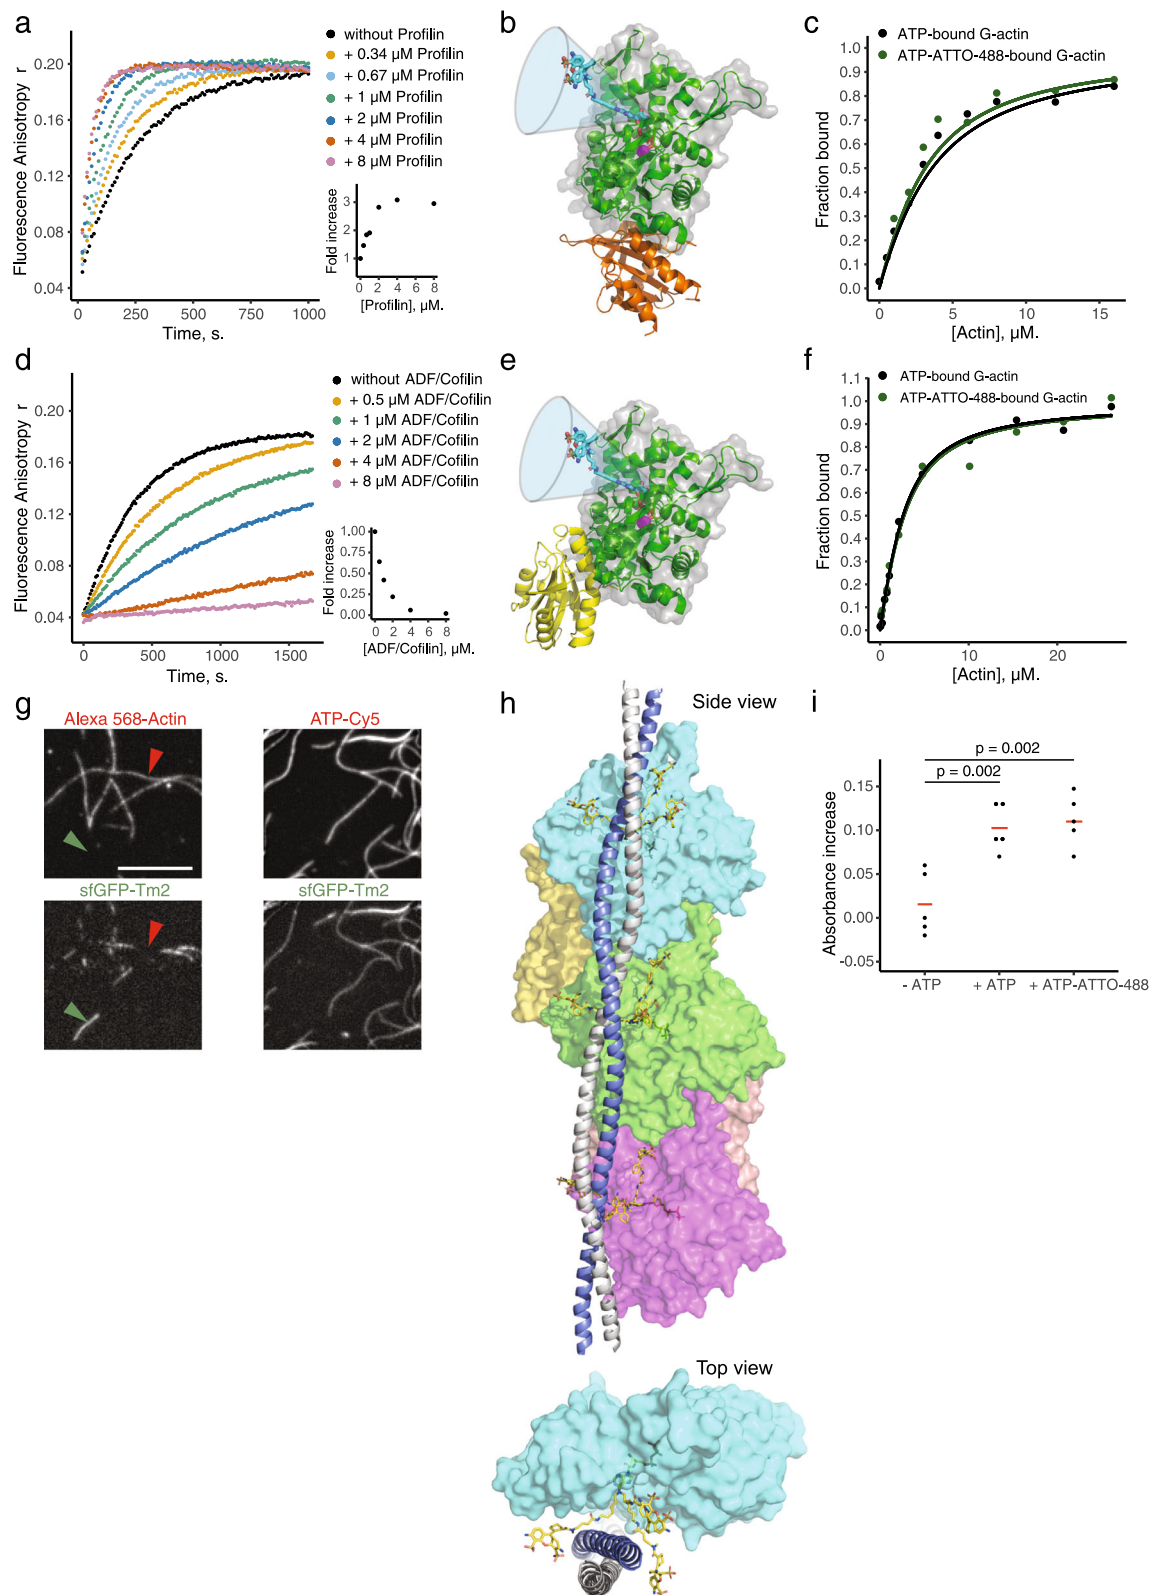 a
Fluorescence Anisotropy r
0.20
0.16
0.12
0.08
0.04
0
250
500
750
1000
Time, s.
without Profilin
+ 0.34 µM Profilin
+ 0.67 µM Profilin
+ 1 µM Profilin
+ 2 µM Profilin
+ 4 µM Profilin
+ 8 µM Profilin
Fold increase
3
2
1
0 2 4 6 8
[Profilin], µM.
b
c
Fraction bound
1.0
0.9
0.8
0.7
0.6
0.5
0.4
0.3
0.2
0.1
0.0
0 5 10 15
[Actin], µM.
ATP-bound G-actin
ATP-ATTO-488-bound G-actin
d
Fluorescence Anisotropy r
0.20
0.16
0.12
0.08
0.04
0 500 1000 1500
Time, s.
without ADF/Cofilin
+ 0.5 µM ADF/Cofilin
+ 1 µM ADF/Cofilin
+ 2 µM ADF/Cofilin
+ 4 µM ADF/Cofilin
+ 8 µM ADF/Cofilin
Fold increase
1.00
0.75
0.50
0.25
0.00
0 2 4 6 8
[ADF/Cofilin], µM.
e
f
Fraction bound
1.1
1.0
0.9
0.8
0.7
0.6
0.5
0.4
0.3
0.2
0.1
0.0
0 10 20
[Actin], µM.
ATP-bound G-actin
ATP-ATTO-488-bound G-actin
g
Alexa 568-Actin
ATP-Cy5
sfGFP-Tm2
sfGFP-Tm2
h
Side view
Top view
i
p = 0.002
p = 0.002
Absorbance increase
0.15
0.10
0.05
0.00
-0.05
- ATP
+ ATP
+ ATP-ATTO-488